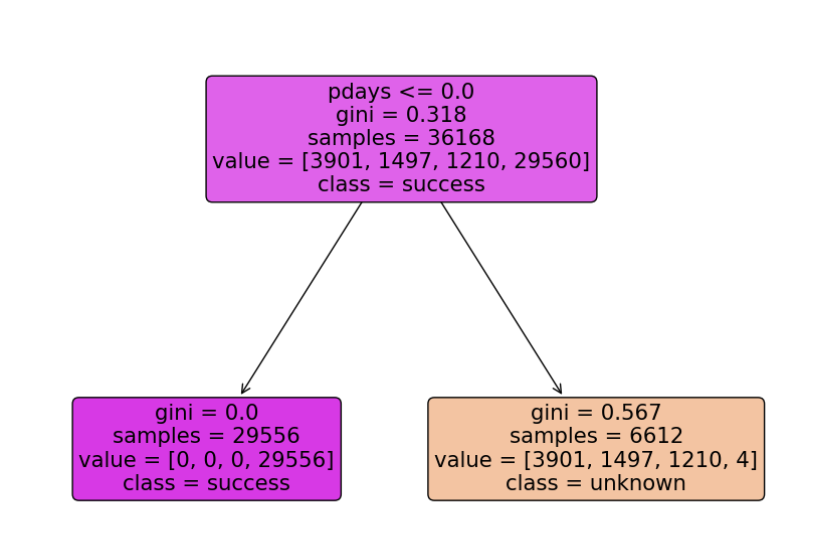 pdays <= 0.0
gini = 0.318
samples = 36168
value = [3901, 1497, 1210, 29560]
class = success
gini = 0.0
samples = 29556
value = [0, 0, 0, 29556]
class = success
gini = 0.567
samples = 6612
value = [3901, 1497, 1210, 4]
class = unknown